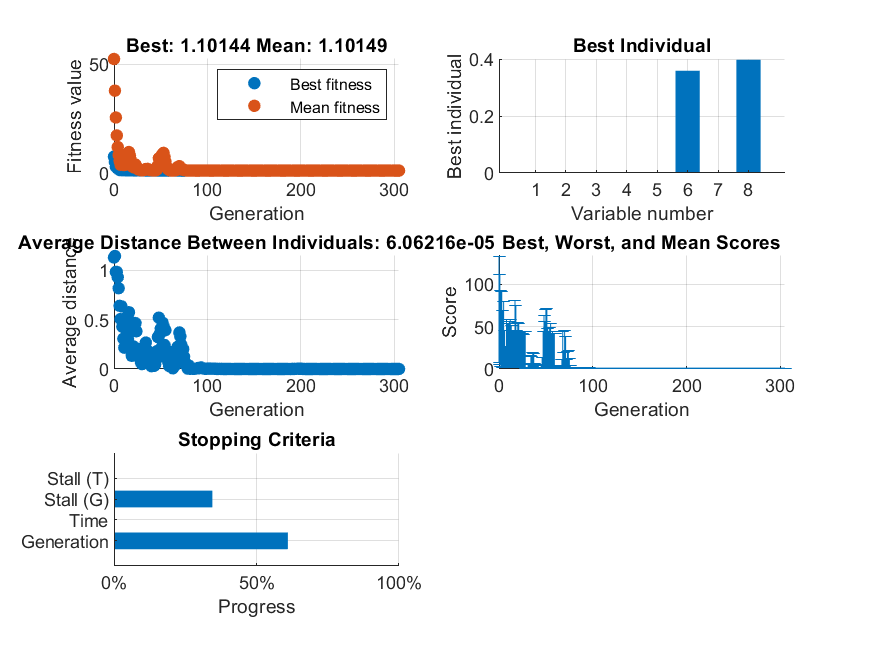 Best: 1.10144 Mean: 1.10149
Fitness value
50
0
0 100 200 300
Generation
Best fitness
Mean fitness
Best Individual
Best individual
0.4
0.2
0
1 2 3 4 5 6 7 8
Variable number
Average Distance Between Individuals: 6.06216e-05
Average distance
1
0.5
0
0 100 200 300
Generation
Best, Worst, and Mean Scores
Score
100
50
0
0 100 200 300
Generation
Stopping Criteria
Stall (T)
Stall (G)
Time
Generation
0% 50% 100%
Progress